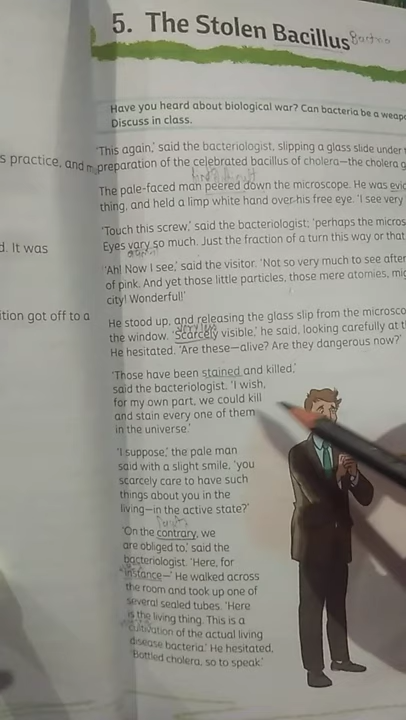 5. The Stolen Bacillus
Have you heard about biological war? Can bacteria be a
Discuss in class.
s practice, and
'This again,' said the bacteriologist, slipping a glass slide under
preparation of the celebrated bacillus of cholera—the cholera
The pale-faced man peered down the microscope. He was
thing, and held a limp white hand over his free eye. 'I see very
'Touch this screw,' said the bacteriologist; 'perhaps the
d. It was
Eyes vary so much. Just the fraction of a turn this way or that
'Ah! Now I see,' said the visitor. 'Not so very much to see after
of pink. And yet those little particles, those mere atomies,
city! Wonderful!'
ition got off to a
He stood up, and releasing the glass slip from the
the window. 'Scarcely visible,' he said, looking carefully at
He hesitated. 'Are these—alive? Are they dangerous now?'
'Those have been stained and killed,'
said the bacteriologist. 'I wish,
for my own part, we could kill
and stain every one of them
in the universe.'
'I suppose,' the pale man
said with a slight smile, 'you
scarcely care to have such
things about you in the
living—in the active state?'
'On the contrary, we
are obliged to,' said the
bacteriologist. 'Here, for
instance—' He walked across
the room and took up one of
several sealed tubes. 'Here
is the living thing. This is a
cultivation of the actual living
disease bacteria.' He hesitated,
'Bottled cholera, so to speak.'